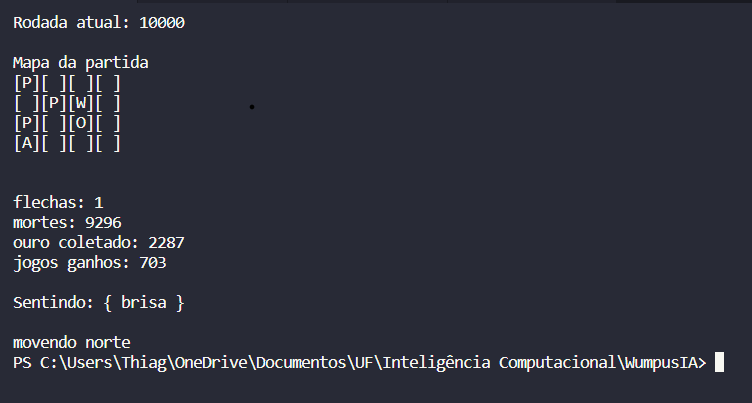 Rodada atual: 10000
Mapa da partida
[P][ ][ ][ ]
[ ][P][W][ ]
[P][ ][O][ ]
[A][ ][ ][ ]
flechas: 1
mortes: 9296
ouro coletado: 2287
jogos ganhos: 703
Sentindo: { brisa }
movendo norte
PS C:\Users\Thiag\OneDrive\Documentos\UF\Inteligência Computacional\WumpusIA>